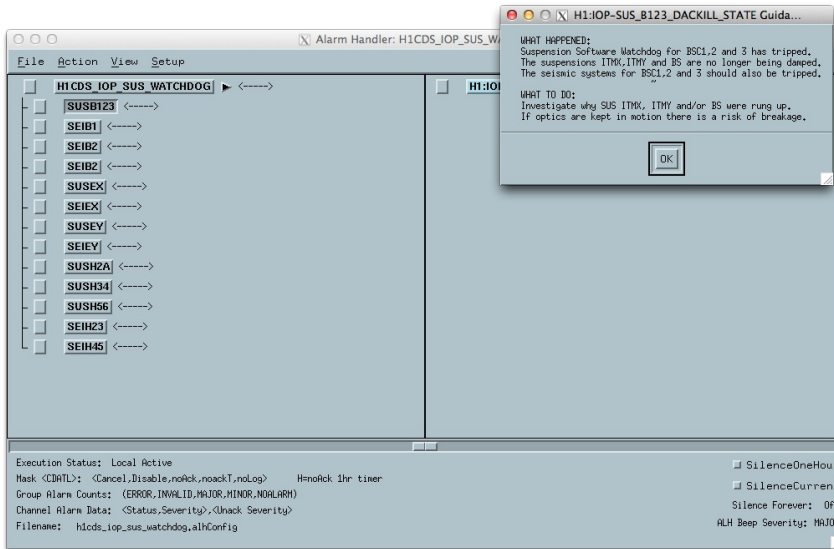 H1:IOP-SUS_B123_DACKILL_STATE Guida...
WHAT HAPPENED:
Suspension Software Watchdog for BSC1,2 and 3 has tripped.
The suspensions ITMX,ITMY and BS are no longer being damped.
The seismic systems for BSC1,2 and 3 should also be tripped.
~
WHAT TO DO:
Investigate why SUS ITMX, ITMY and/or BS were rung up.
If optics are kept in motion there is a risk of breakage.
OK
Alarm Handler: H1CDS_IOP_SUS_WA
File Action View Setup
H1CDS_IOP_SUS_WATCHDOG <----->
SUSB123 <----->
SEIB1 <----->
SEIB2 <----->
SEIB2 <----->
SUSEX <----->
SEIEX <----->
SUSEY <----->
SEIEY <----->
SUSH2A <----->
SUSH34 <----->
SUSH56 <----->
SEIH23 <----->
SEIH45 <----->
H1:IOP
Execution Status: Local Active
Mask <CDATL>: <Cancel,Disable,noAck,noackT,noLog> H=noAck 1hr timer
Group Alarm Counts: (ERROR,INVALID,MAJOR,MINOR,NOALARM)
Channel Alarm Data: <Status,Severity>,<Unack Severity>
Filename: h1cds_iop_sus_watchdog.alhConfig
SilenceOneHou
SilenceCurren
Silence Forever: Of
ALH Beep Severity: MAJO